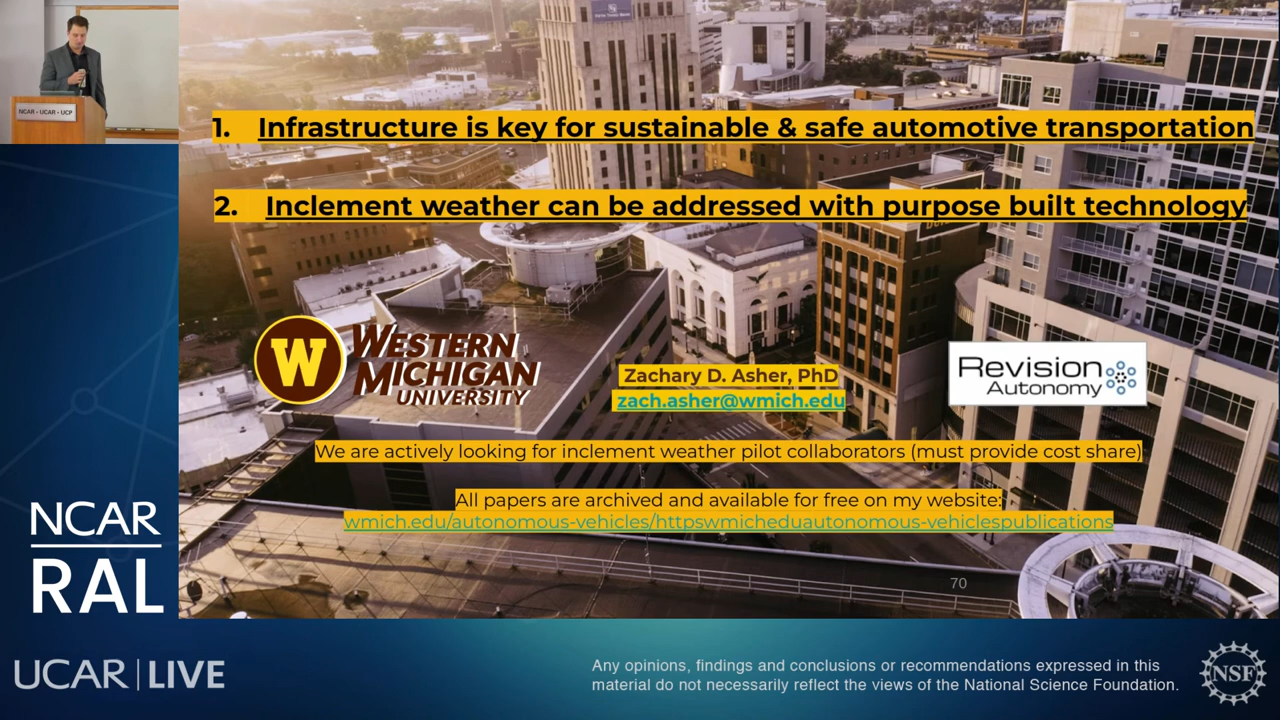 NCAR - UCAR - UCP
1. Infrastructure is key for sustainable & safe automotive transportation
2. Inclement weather can be addressed with purpose built technology
W
WESTERN
MICHIGAN
UNIVERSITY
Zachary D. Asher, PhD
zach.asher@wmich.edu
Revision
Autonomy
We are actively looking for inclement weather pilot collaborators (must provide cost share)
All papers are archived and available for free on my website:
wmich.edu/autonomous-vehicles/httpswmicheduautonomous-vehiclespublications
70
NCAR
RAL
UCAR | LIVE
Any opinions, findings and conclusions or recommendations expressed in this
material do not necessarily reflect the views of the National Science Foundation.
NSF